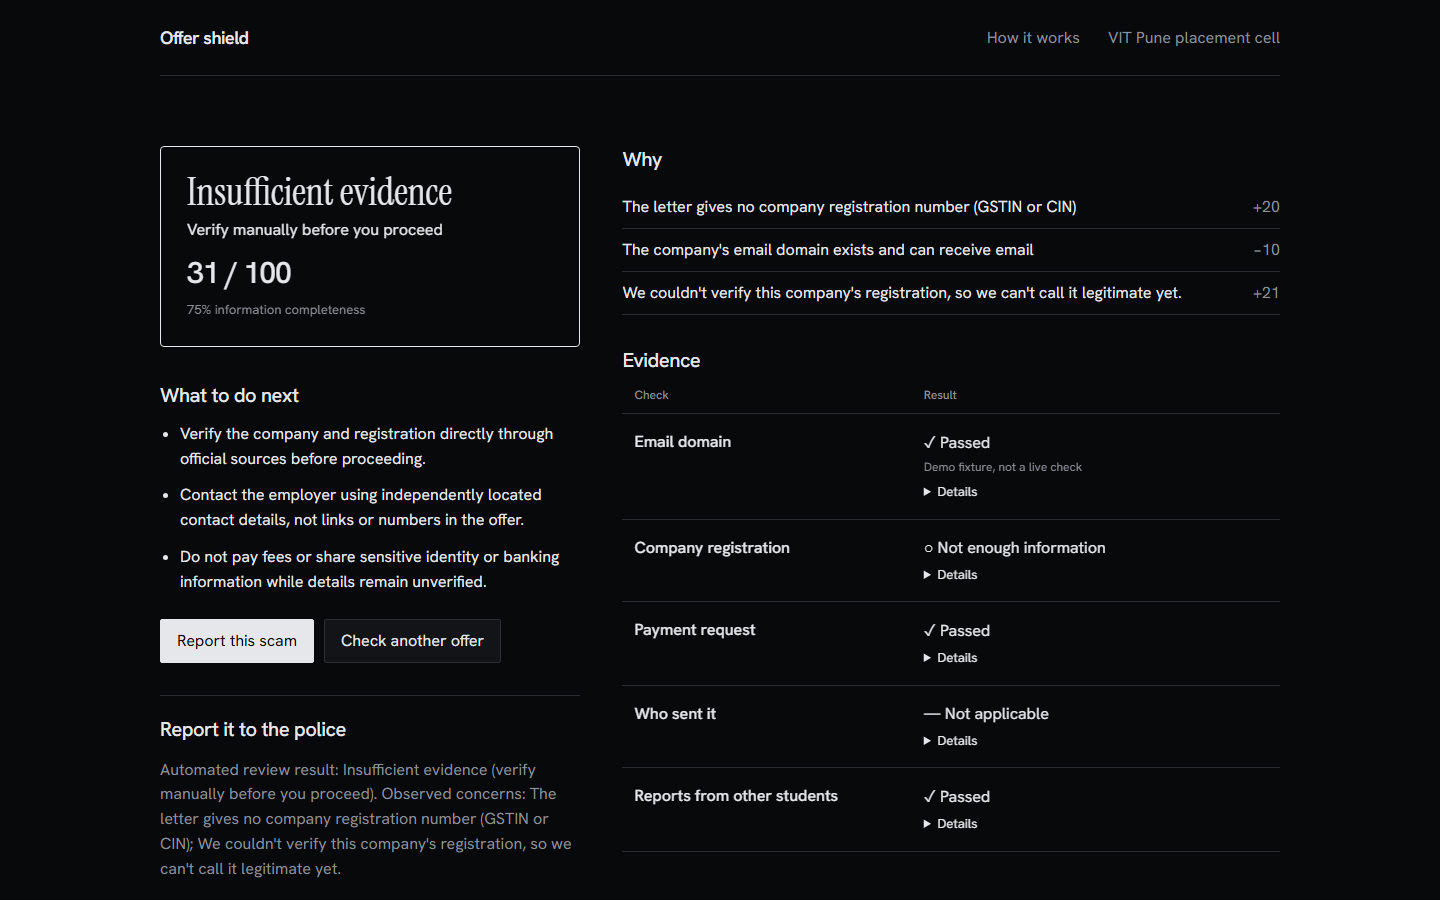 Offer shield
How it works
VIT Pune placement cell
Insufficient evidence
Verify manually before you proceed
31 / 100
75% information completeness
What to do next
• Verify the company and registration directly through
official sources before proceeding.
• Contact the employer using independently located
contact details, not links or numbers in the offer.
• Do not pay fees or share sensitive identity or banking
information while details remain unverified.
Report this scam
Check another offer
Report it to the police
Automated review result: Insufficient evidence (verify
manually before you proceed). Observed concerns: The
letter gives no company registration number (GSTIN or
CIN); We couldn't verify this company's registration, so we
can't call it legitimate yet.
Why
The letter gives no company registration number (GSTIN or CIN) +20
The company's email domain exists and can receive email −10
We couldn't verify this company's registration, so we can't call it legitimate yet. +21
Evidence
Check Result
Email domain ✓ Passed
Demo fixture, not a live check
▶ Details
Company registration ○ Not enough information
▶ Details
Payment request ✓ Passed
▶ Details
Who sent it — Not applicable
▶ Details
Reports from other students ✓ Passed
▶ Details